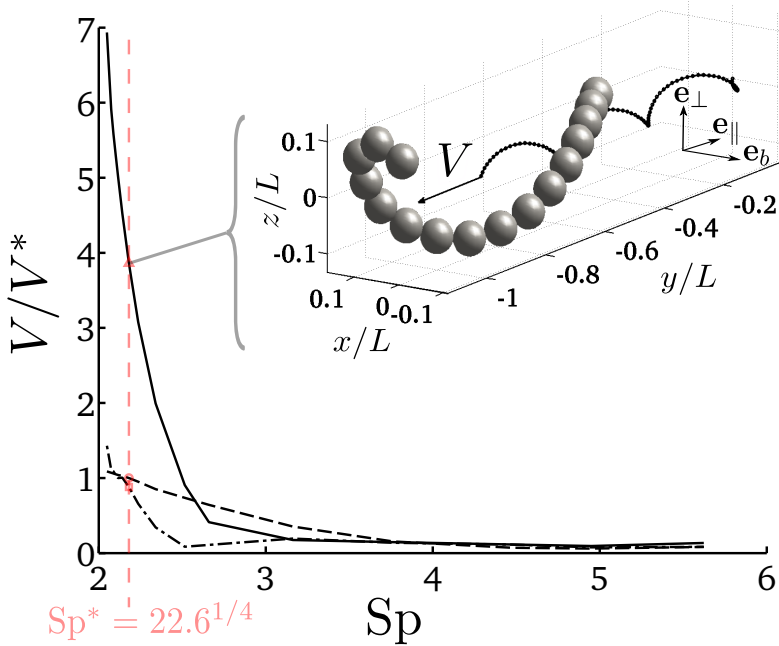 7
6
5
4
3
2
1
0
V/V*
2 3 4 5 6
Sp
Sp* = 22.6^{1/4}
0.1
0
-0.1
z/L
0.1 0 -0.1
x/L
-1 -0.8 -0.6 -0.4 -0.2
y/L
V
e⊥
e∥
e_b